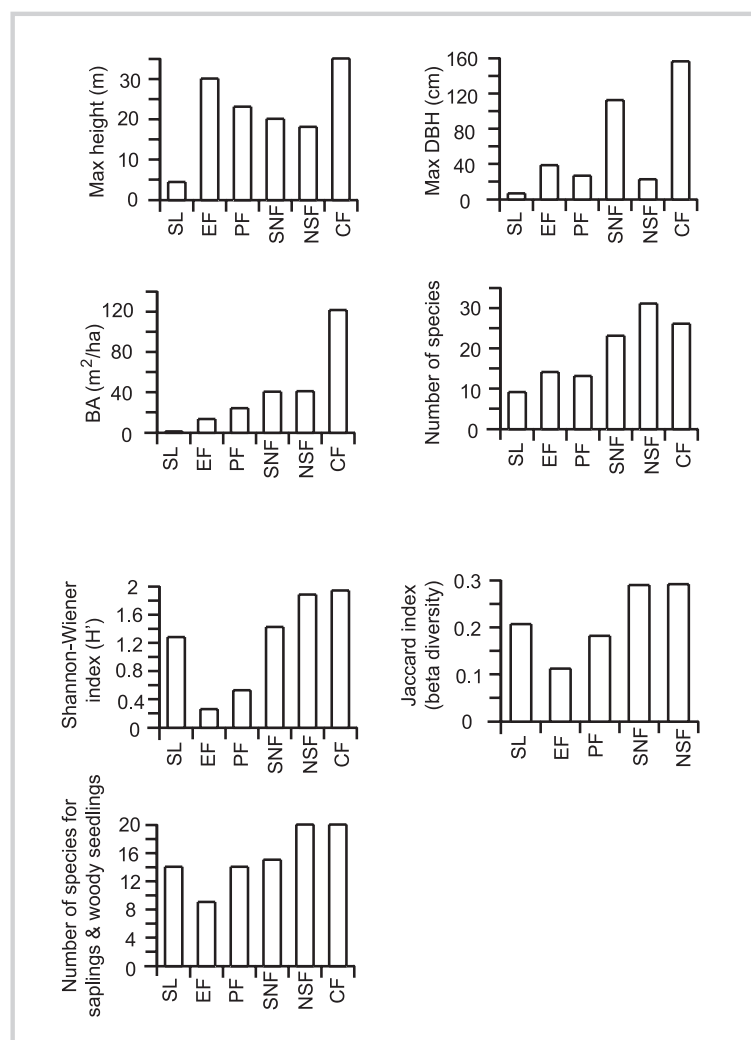 Max height (m)
30
20
10
0
SL EF PF SNF NSF CF
Max DBH (cm)
160
120
80
40
0
SL EF PF SNF NSF CF
BA (m²/ha)
120
80
40
0
SL EF PF SNF NSF CF
Number of species
30
20
10
0
SL EF PF SNF NSF CF
Shannon-Wiener
index (H')
2
1.6
1.2
0.8
0.4
0
SL EF PF SNF NSF CF
Jaccard index
(beta diversity)
0.3
0.2
0.1
0
SL EF PF SNF NSF
Number of species for
saplings & woody seedlings
20
16
12
8
4
0
SL EF PF SNF NSF CF